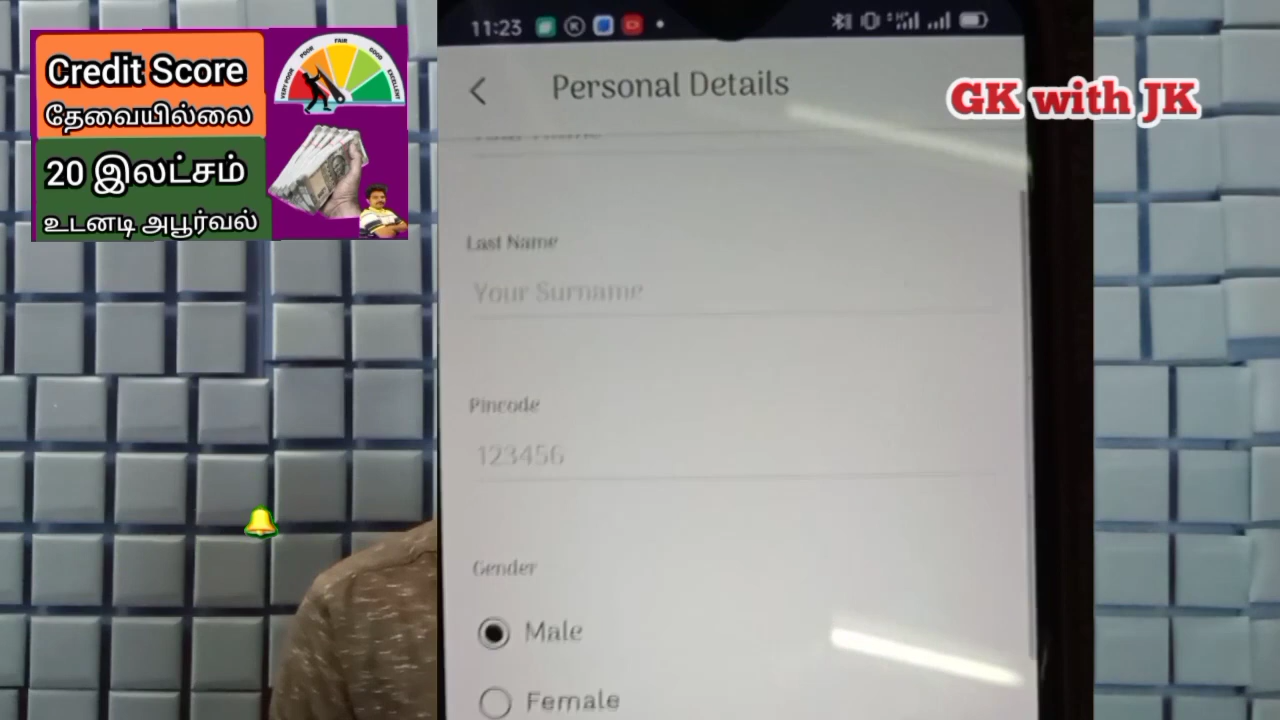 Credit Score
தேவையில்லை
20 இலட்சம்
உடனடி அபூர்வல்
VERY POOR
POOR
FAIR
GOOD
EXCELLENT
GK with JK
11:23
Personal Details
Last Name
Your Surname
Pincode
123456
Gender
Male
Female